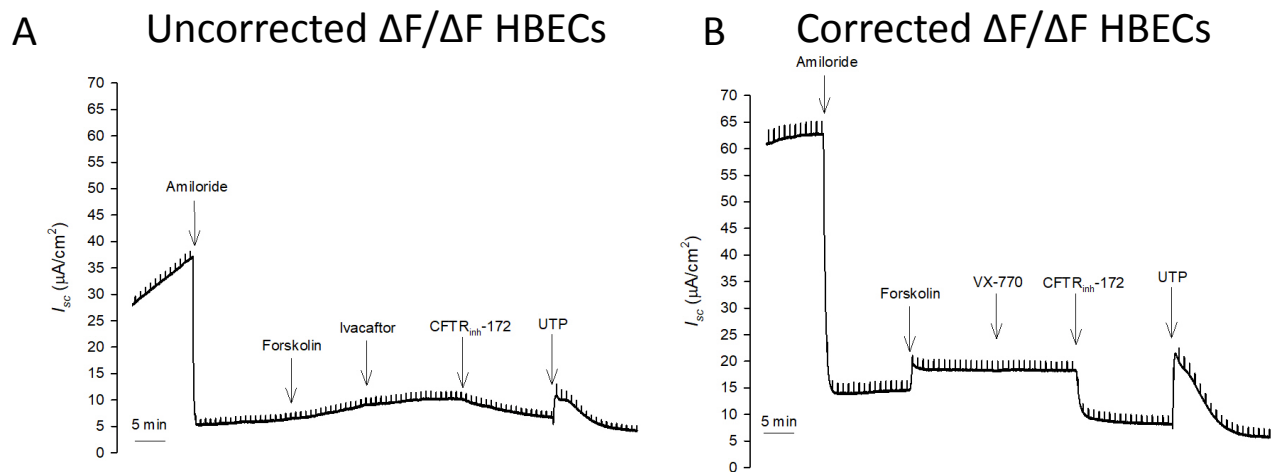 A
Uncorrected ΔF/ΔF HBECs
70
65
60
55
50
45
40
35
30
25
20
15
10
5
0
Isc (µA/cm2)
Amiloride
Forskolin
Ivacaftor
CFTRinh-172
UTP
5 min
B
Corrected ΔF/ΔF HBECs
70
65
60
55
50
45
40
35
30
25
20
15
10
5
0
Isc (µA/cm2)
Amiloride
Forskolin
VX-770
CFTRinh-172
UTP
5 min